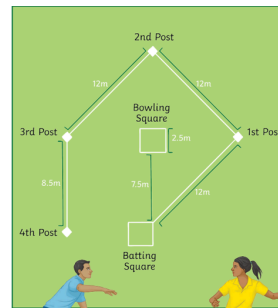 2nd Post
12m
12m
Bowling
Square
3rd Post
2.5m
1st Pos
8.5m
7.5m
12m
4th Post
Batting
Square